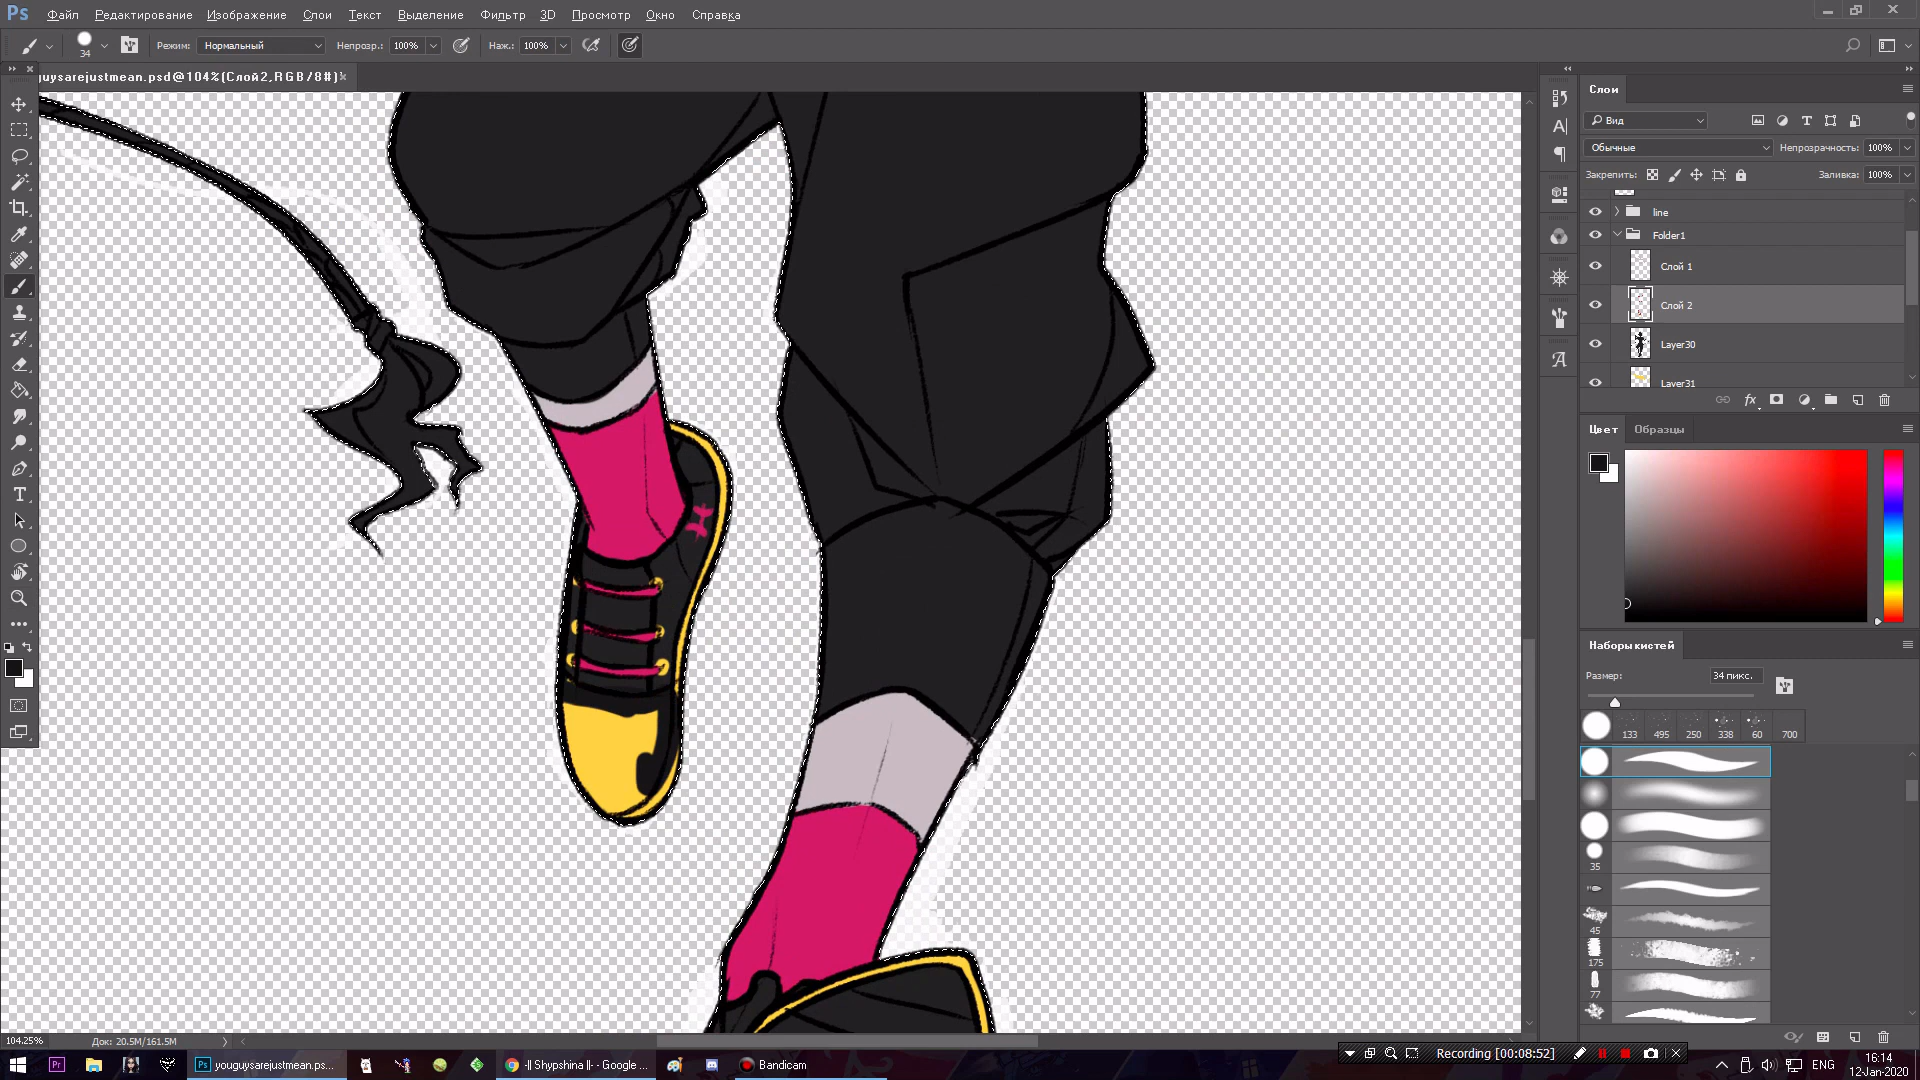 Ps Файл Редактирование Изображение Слои Текст Выделение Фильтр 3D Просмотр Окно Справка
34 Режим: Нормальный Непрозр.: 100% Наж.: 100%
uysarejustmean.psd@104%(Слой2,RGB/8#)
Слои
Вид
Обычные Непрозрачность: 100%
Закрепить: Заливка: 100%
line
Folder1
Слой 1
Слой 2
Layer30
Layer31
Цвет Образцы
Наборы кистей
Размер: 34 пикс.
133 495 250 338 60 700
35
45
175
77
104.25% Док: 20.5M/161.5M
Recording [00:08:52]
Pr Ps youguysarejustmean.ps... -|| Shypshina ||- - Google ... Bandicam ENG
16:14
12-Jan-2020